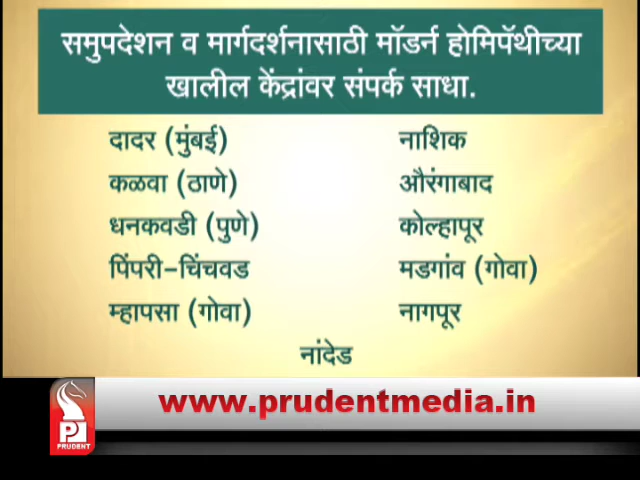 समुपदेशन व मार्गदर्शनासाठी मॉडर्न होमिपॅथीच्या
खालील केंद्रांवर संपर्क साधा.
दादर (मुंबई) नाशिक
कळवा (ठाणे) औरंगाबाद
धनकवडी (पुणे) कोल्हापूर
पिंपरी-चिंचवड मडगांव (गोवा)
म्हापसा (गोवा) नागपूर
नांदेड
www.prudentmedia.in
PRUDENT